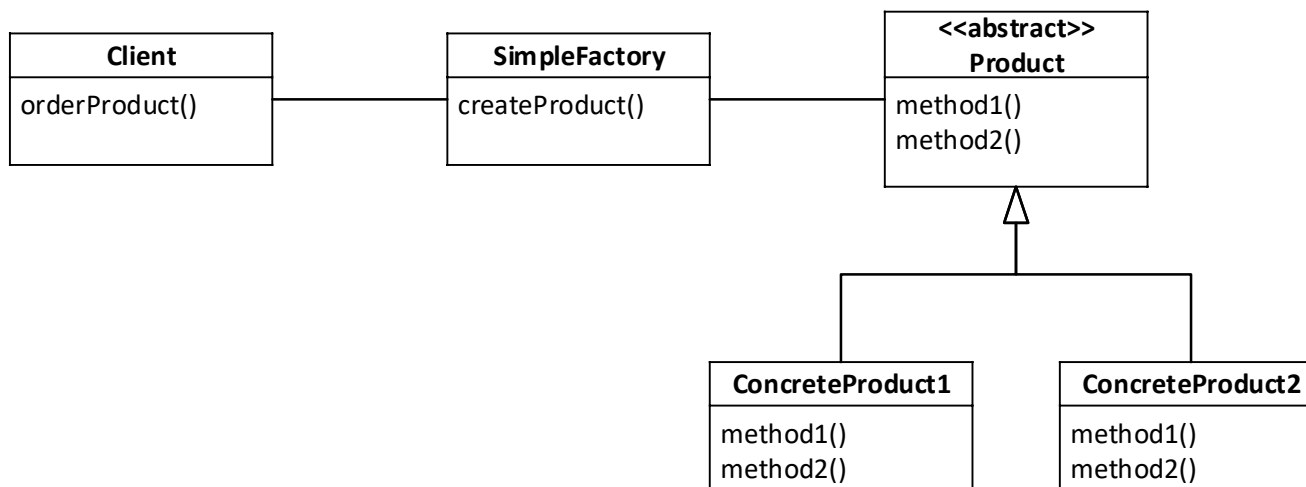 Client
orderProduct()
SimpleFactory
createProduct()
<<abstract>>
Product
method1()
method2()
ConcreteProduct1
method1()
method2()
ConcreteProduct2
method1()
method2()